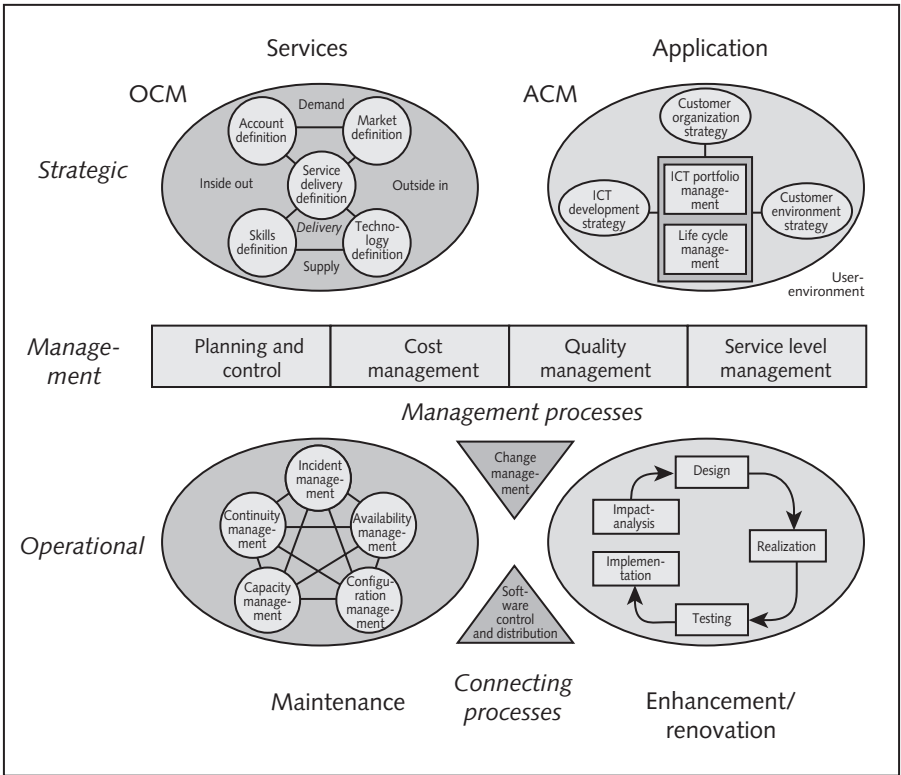 Services
Application
OCM
ACM
Strategic
Demand
Account
definition
Market
definition
Service
delivery
definition
Inside out
Outside in
Skills
definition
Delivery
Techno-
logy
definition
Supply
Customer
organization
strategy
ICT portfolio
manage-
ment
ICT
development
strategy
Customer
environment
strategy
Life cycle
manage-
ment
User-
environment
Manage-
ment
Planning and
control
Cost
management
Quality
management
Service level
management
Management processes
Operational
Incident
manage-
ment
Continuity
manage-
ment
Availability
manage-
ment
Capacity
manage-
ment
Configu-
ration
manage-
ment
Change
manage-
ment
Soft-
ware
control
and distribution
Design
Impact-
analysis
Realization
Implemen-
tation
Testing
Maintenance
Connecting
processes
Enhancement/
renovation